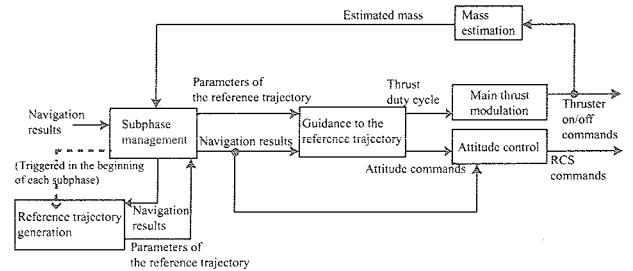 Estimated mass
Mass
estimation
Parameters of
the reference trajectory
Thrust
duty cycle
Main thrust
modulation
Thruster
on/off
commands
Navigation
results
Subphase
management
Navigation results
Guidance to the
reference trajectory
Attitude control
Attitude commands
RCS
commands
(Triggered in the beginning
of each subphase)
Reference trajectory
generation
Navigation
results
Parameters of
the reference trajectory